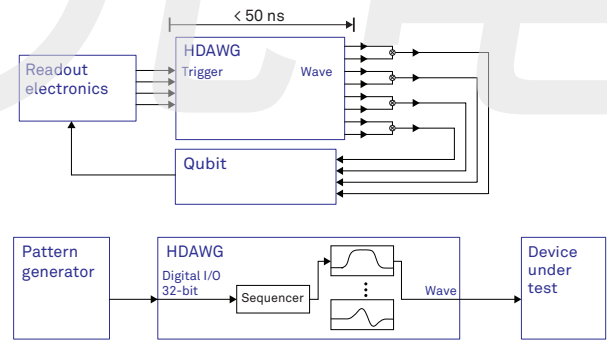 < 50 ns
HDAWG
Readout
electronics
Trigger
Wave
Qubit
Pattern
generator
HDAWG
Digital I/O
32-bit
Sequencer
Wave
Device
under
test